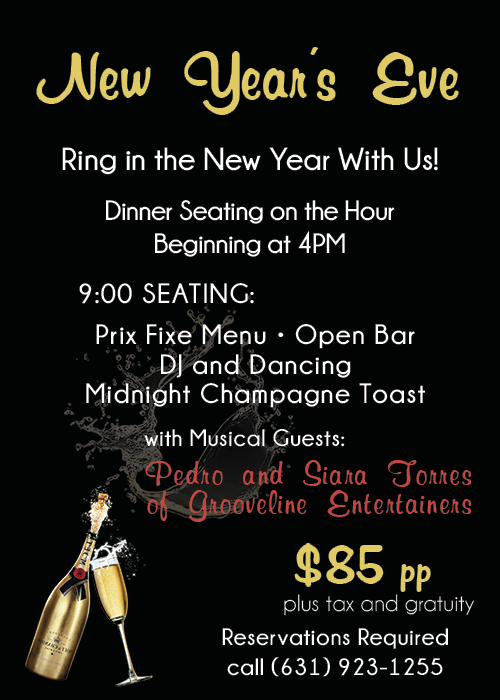 New Year's Eve
Ring in the New Year With Us!
Dinner Seating on the Hour
Beginning at 4PM
9:00 SEATING:
Prix Fixe Menu • Open Bar
DJ and Dancing
Midnight Champagne Toast
with Musical Guests:
Pedro and Siara Torres
of Grooveline Entertainers
$85 pp
plus tax and gratuity
Reservations Required
call (631) 923-1255